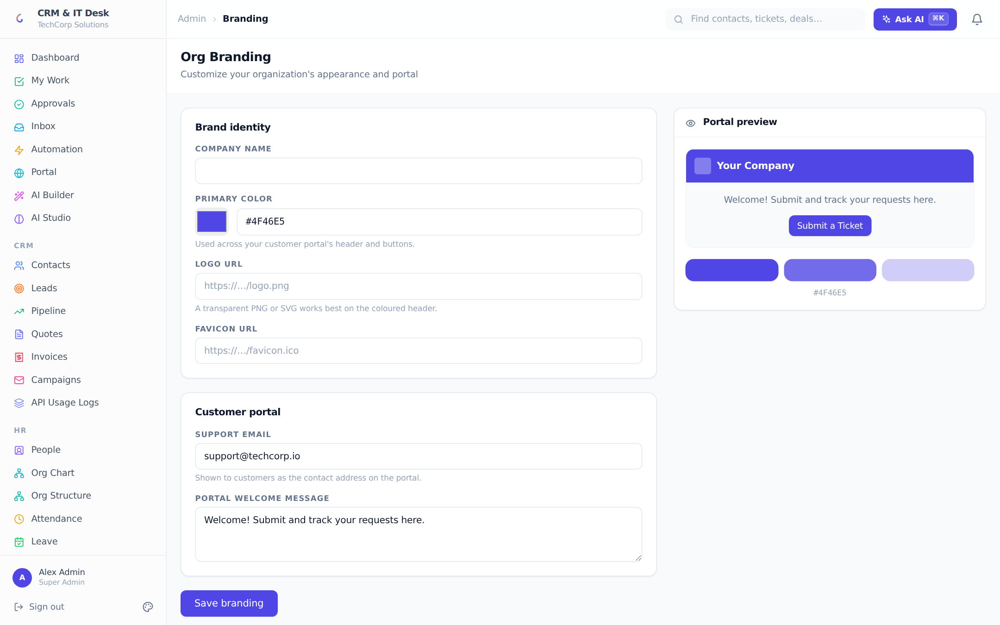 CRM & IT Desk
TechCorp Solutions
Dashboard
My Work
Approvals
Inbox
Automation
Portal
AI Builder
AI Studio
CRM
Contacts
Leads
Pipeline
Quotes
Invoices
Campaigns
API Usage Logs
HR
People
Org Chart
Org Structure
Attendance
Leave
A
Alex Admin
Super Admin
Sign out
Admin
Branding
Find contacts, tickets, deals...
Ask AI ⌘K
Org Branding
Customize your organization's appearance and portal
Brand identity
COMPANY NAME
PRIMARY COLOR
#4F46E5
Used across your customer portal's header and buttons.
LOGO URL
https://.../logo.png
A transparent PNG or SVG works best on the coloured header.
FAVICON URL
https://.../favicon.ico
Customer portal
SUPPORT EMAIL
support@techcorp.io
Shown to customers as the contact address on the portal.
PORTAL WELCOME MESSAGE
Welcome! Submit and track your requests here.
Save branding
Portal preview
Your Company
Welcome! Submit and track your requests here.
Submit a Ticket
#4F46E5